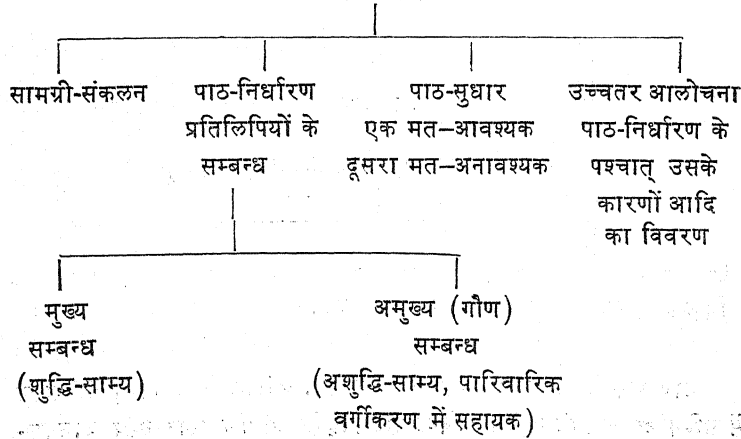 सामग्री-संकलन
पाठ-निर्धारण
प्रतिलिपियों के
सम्बन्ध
पाठ-सुधार
एक मत–आवश्यक
दूसरा मत–अनावश्यक
उच्चतर आलोचना
पाठ-निर्धारण के
पश्चात् उसके
कारणों आदि
का विवरण
मुख्य
सम्बन्ध
(शुद्धि-साम्य)
अमुख्य (गौण)
सम्बन्ध
(अशुद्धि-साम्य, पारिवारिक
वर्गीकरण में सहायक)